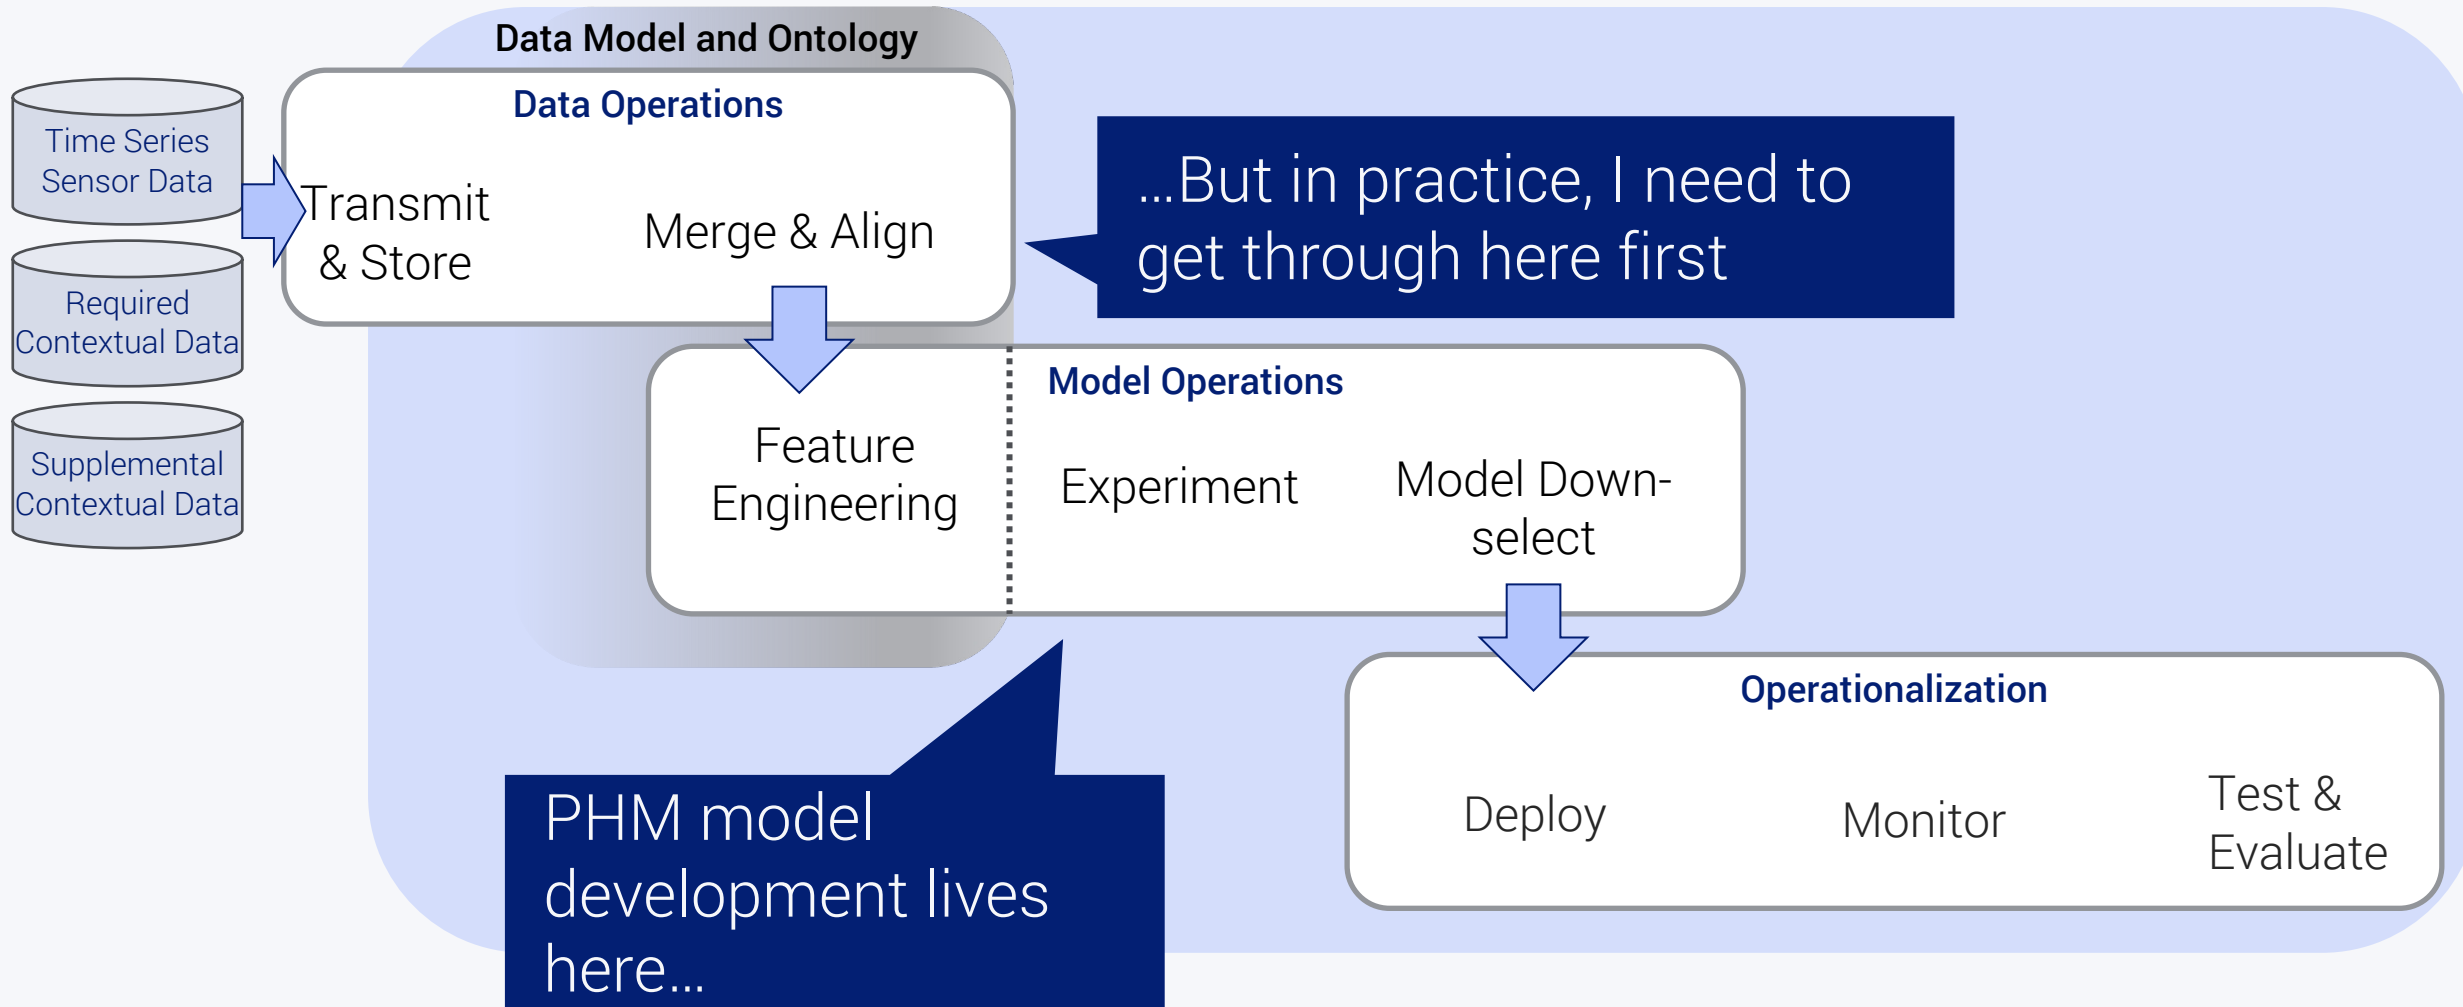 Data Model and Ontology
Data Operations
Time Series
Sensor Data
Required
Contextual Data
Supplemental
Contextual Data
Transmit
& Store
Merge & Align
…But in practice, I need to
get through here first
Model Operations
Feature
Engineering
Experiment
Model Down-
select
Operationalization
Deploy
Monitor
Test &
Evaluate
PHM model
development lives
here…